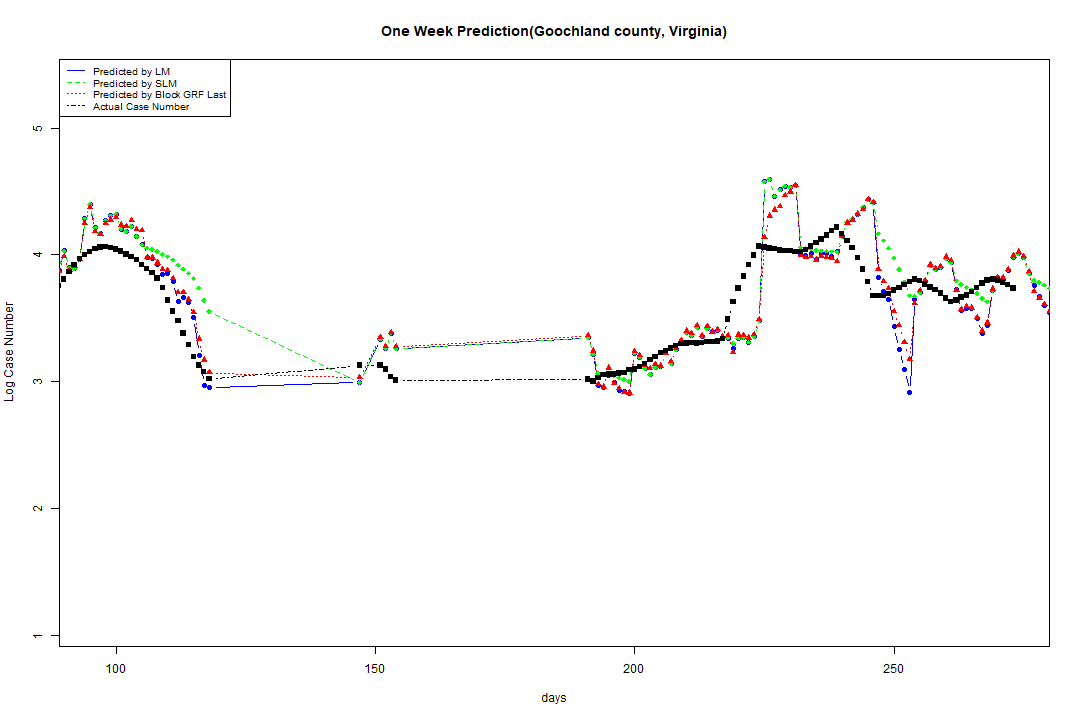 One Week Prediction(Goochland county, Virginia)
Predicted by LM
Predicted by SLM
Predicted by Block GRF Last
Actual Case Number
5
4
3
2
1
Log Case Number
100 150 200 250
days